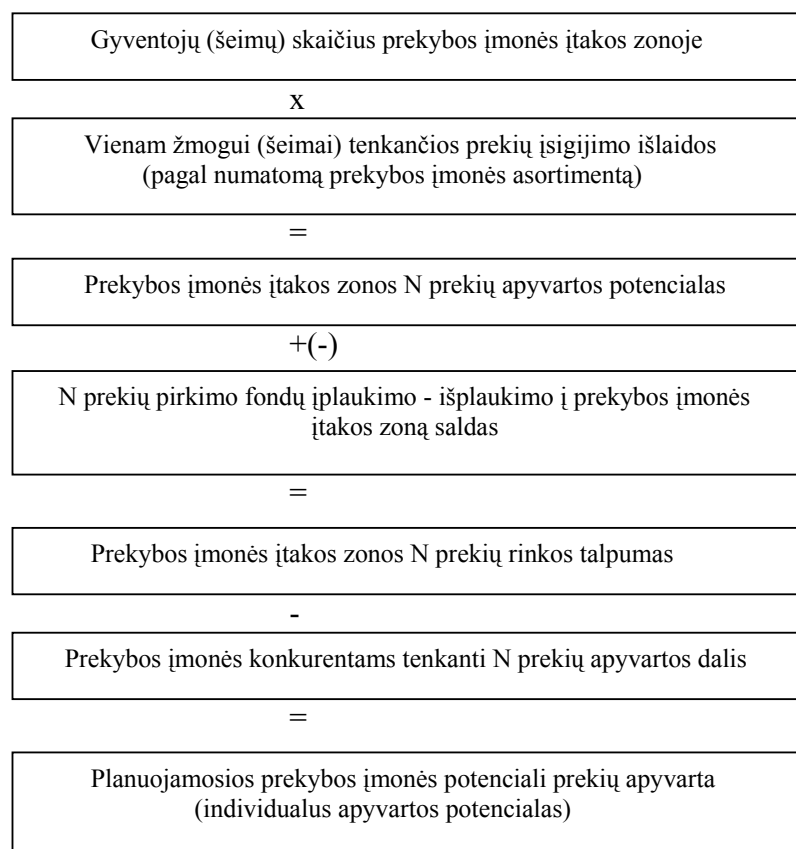 Gyventojų (šeimų) skaičius prekybos įmonės įtakos zonoje
x
Vienam žmogui (šeimai) tenkančios prekių įsigijimo išlaidos
(pagal numatomą prekybos įmonės asortimentą)
=
Prekybos įmonės įtakos zonos N prekių apyvartos potencialas
+(-)
N prekių pirkimo fondų įplaukimo - išplaukimo į prekybos įmonės
įtakos zoną saldas
=
Prekybos įmonės įtakos zonos N prekių rinkos talpumas
-
Prekybos įmonės konkurentams tenkanti N prekių apyvartos dalis
=
Planuojamosios prekybos įmonės potenciali prekių apyvarta
(individualus apyvartos potencialas)